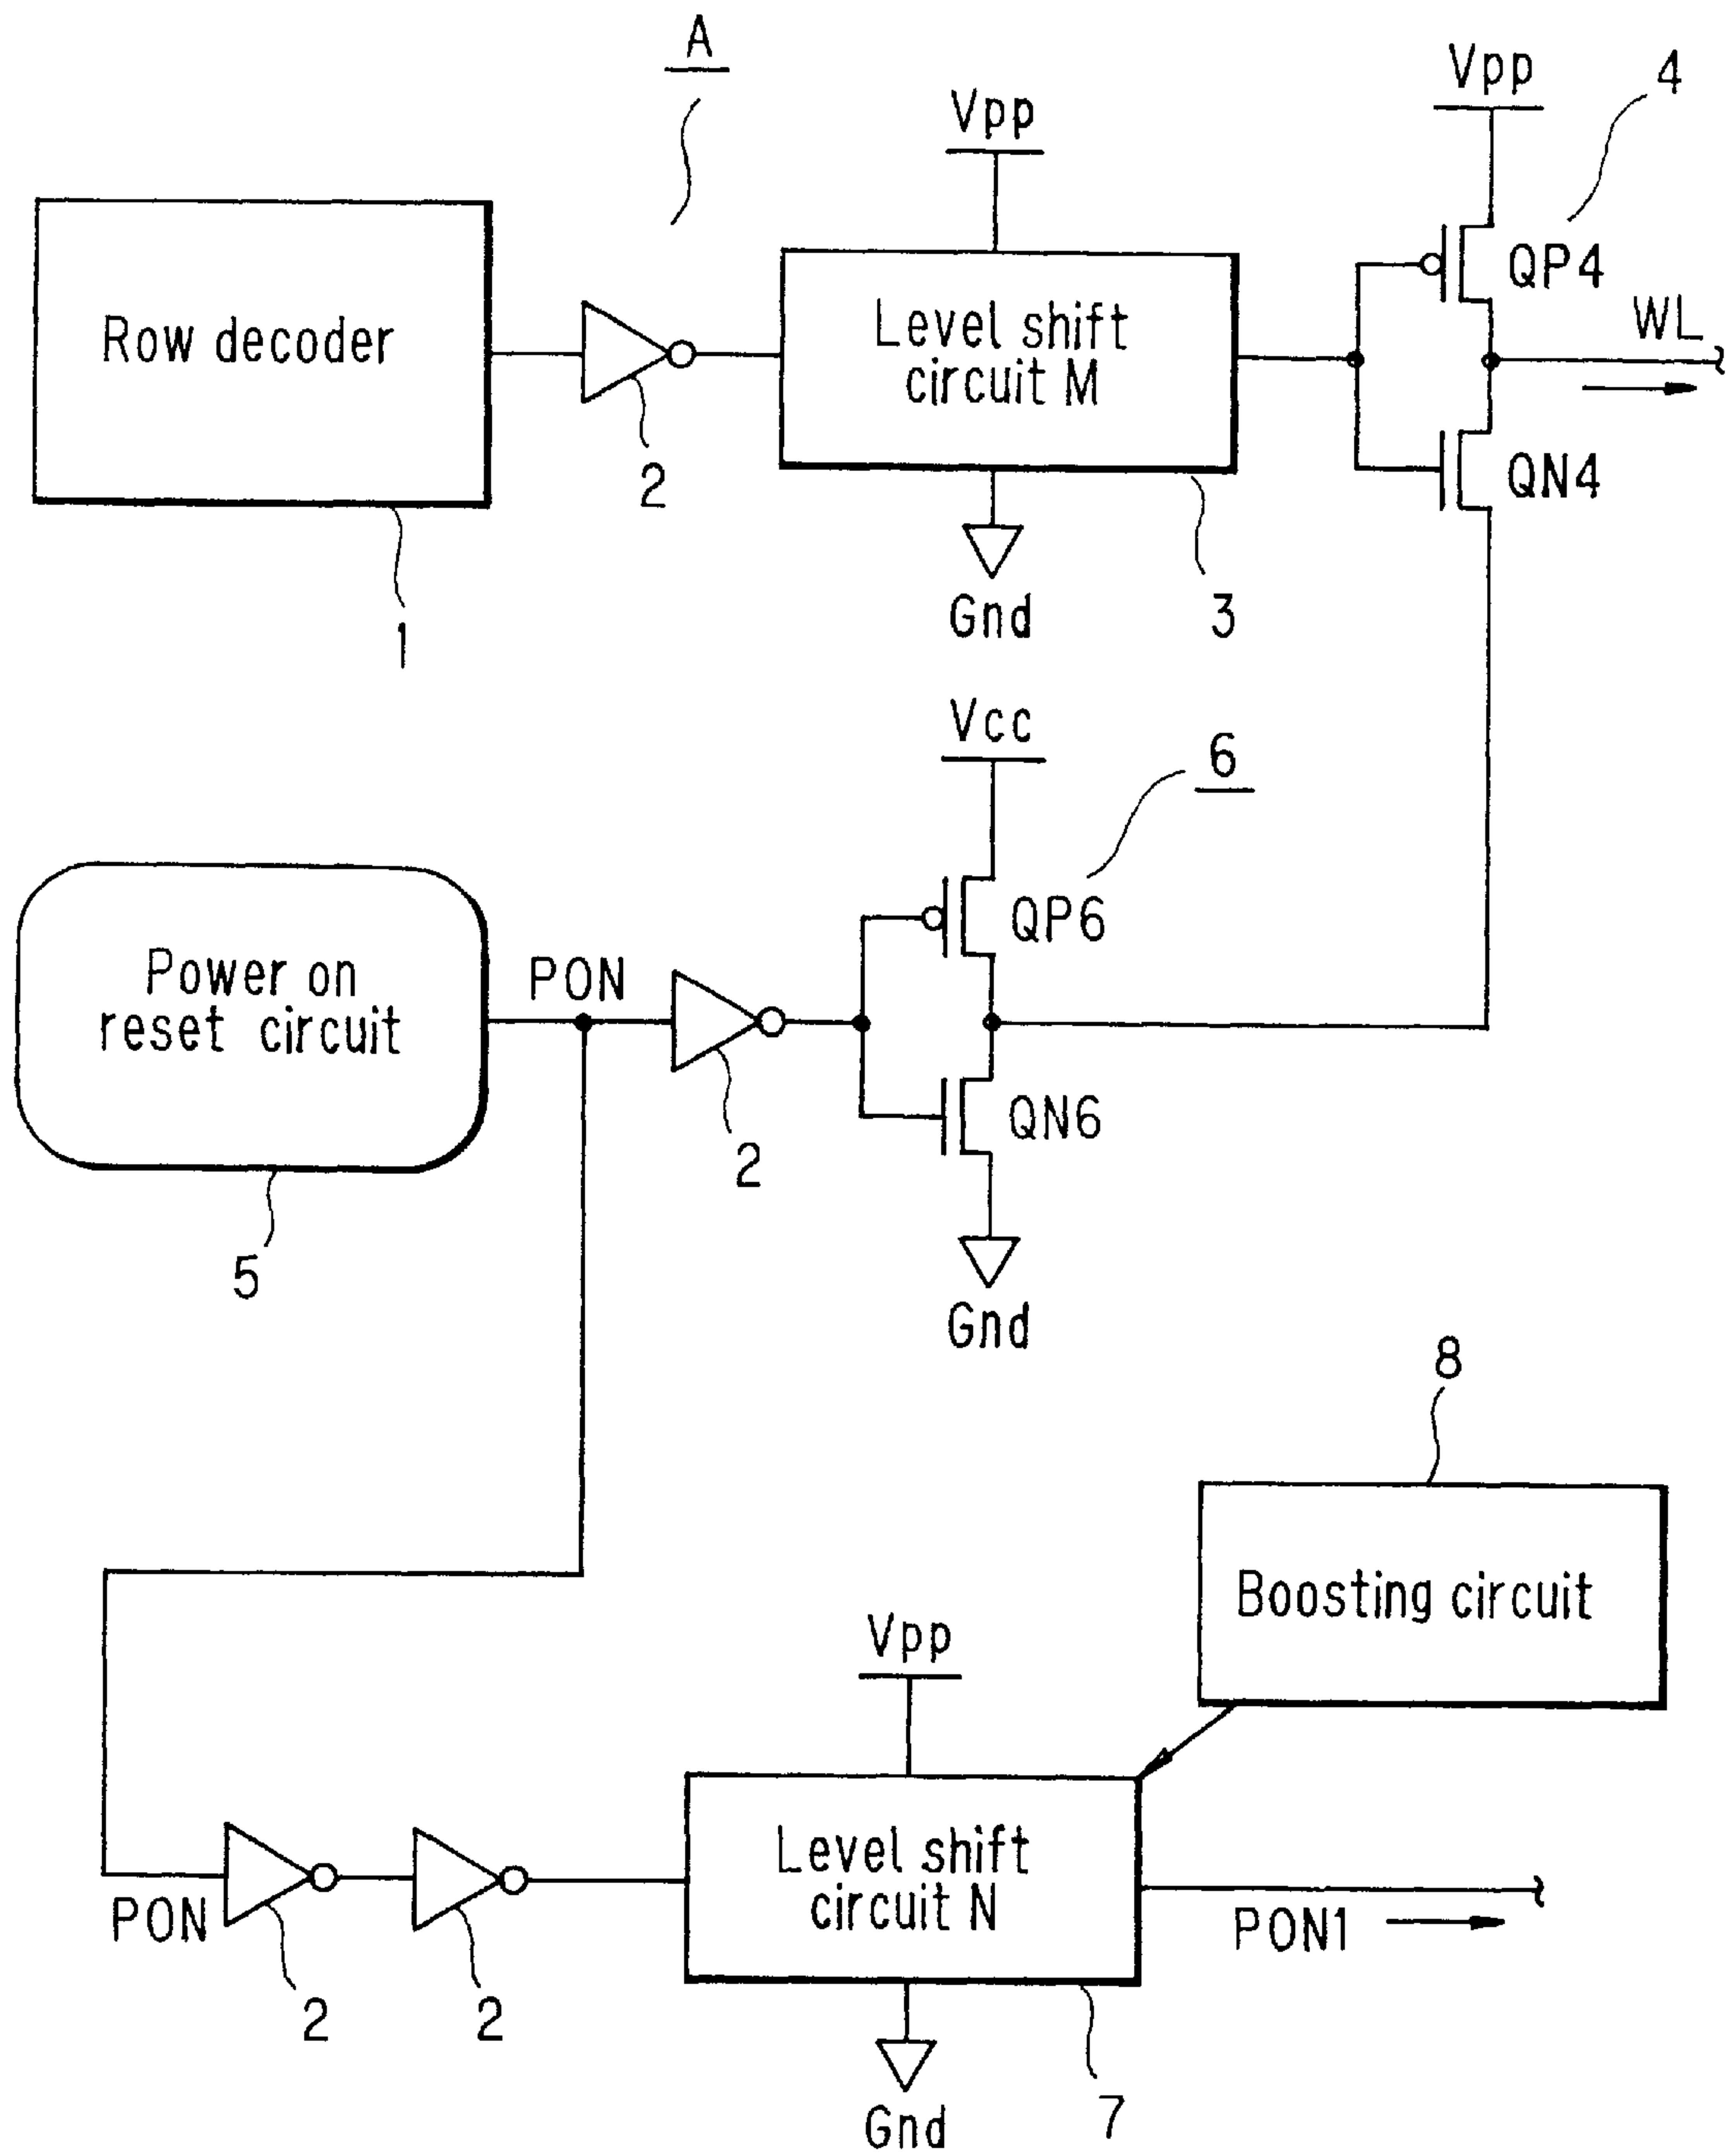 A
Vpp
Vpp
4
Row decoder
Level shift
circuit M
QP4
WL
2
QN4
1
Gnd
3
Vcc
6
Power on
reset circuit
PON
QP6
QN6
2
5
Gnd
8
Boosting circuit
Vpp
Level shift
circuit N
PON
PON1
2
2
Gnd
7